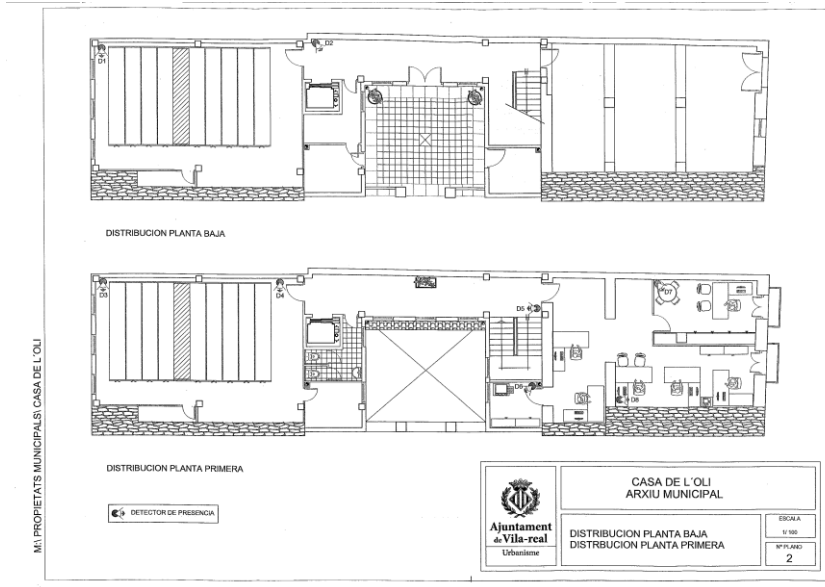 D1
D2
DISTRIBUCION PLANTA BAJA
D3
D4
D5
D7
D6
D8
DISTRIBUCION PLANTA PRIMERA
DETECTOR DE PRESENCIA
M:\ PROPIETATS MUNICIPALS\ CASA DE L´OLI
Ajuntament
de Vila-real
Urbanisme
CASA DE L´OLI
ARXIU MUNICIPAL
DISTRIBUCION PLANTA BAJA
DISTRBUCION PLANTA PRIMERA
ESCALA
1/ 100
Nº PLANO
2